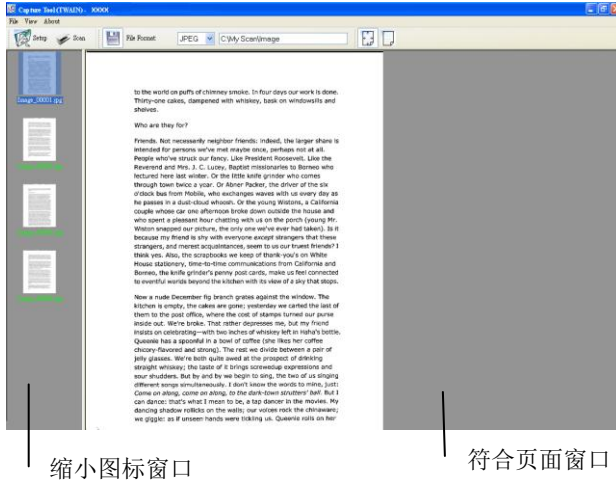 Capture Tool(TWAIN)- XXXX
File View About
Setup Scan File Format JPEG C:\My Scan\Image
Image_00001.jpg
to the world on puffs of chimney smoke. In four days our work is done.
Thirty-one cakes, dampened with whiskey, bask on windowsills and
shelves.
Who are they for?
Friends. Not necessarily neighbor friends: indeed, the larger share is
intended for persons we've met maybe once, perhaps not at all.
People who've struck our fancy. Like President Roosevelt. Like the
Reverend and Mrs. J. C. Lucey, Baptist missionaries to Borneo who
lectured here last winter. Or the little knife grinder who comes
through town twice a year. Or Abner Packer, the driver of the six
o'clock bus from Mobile, who exchanges waves with us every day as
he passes in a dust-cloud whoosh. Or the young Wistons, a California
couple whose car one afternoon broke down outside the house and
who spent a pleasant hour chatting with us on the porch (young Mr.
Wiston snapped our picture, the only one we've ever had taken). Is it
because my friend is shy with everyone except strangers that these
strangers, and merest acquaintances, seem to us our truest friends? I
think yes. Also, the scrapbooks we keep of thank-you's on White
House stationery, time-to-time communications from California and
Borneo, the knife grinder's penny post cards, make us feel connected
to eventful worlds beyond the kitchen with its view of a sky that stops.
Now a nude December fig branch grates against the window. The
kitchen is empty, the cakes are gone; yesterday we carted the last of
them to the post office, where the cost of stamps turned our purse
inside out. We're broke. That rather depresses me, but my friend
insists on celebrating—with two inches of whiskey left in Haha's bottle.
Queenie has a spoonful in a bowl of coffee (she likes her coffee
chicory-flavored and strong). The rest we divide between a pair of
jelly glasses. We're both quite awed at the prospect of drinking
straight whiskey; the taste of it brings screwedup expressions and
sour shudders. But by and by we begin to sing, the two of us singing
different songs simultaneously. I don't know the words to mine, just:
Come on along, come on along, to the dark-town strutters' ball. But I
can dance: that's what I mean to be, a tap dancer in the movies. My
dancing shadow rollicks on the walls; our voices rock the chinaware;
we giggle: as if unseen hands were tickling us. Queenie rolls on her
缩小图标窗口
符合页面窗口